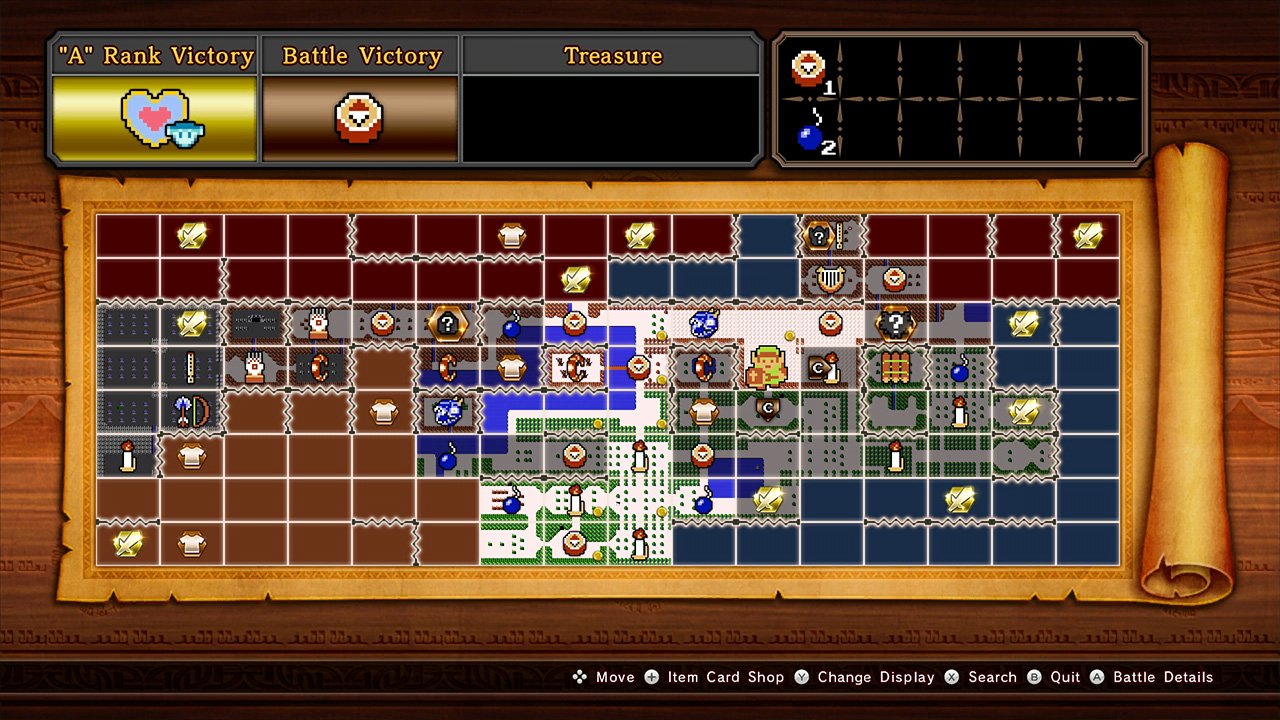 "A" Rank Victory
Battle Victory
Treasure
1
2
?
?
?
C
C
Move + Item Card Shop Y Change Display X Search B Quit A Battle Details